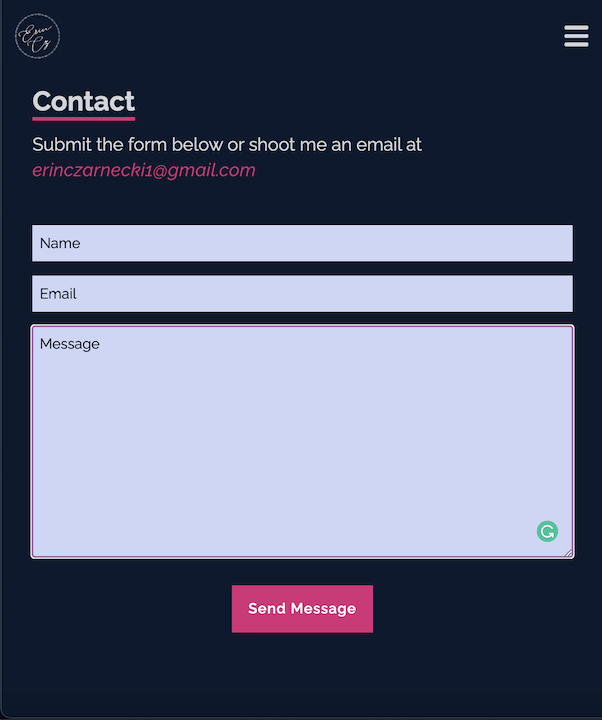 Erin
Cz
Contact
Submit the form below or shoot me an email at
erinczarnecki1@gmail.com
Name
Email
Message
Send Message